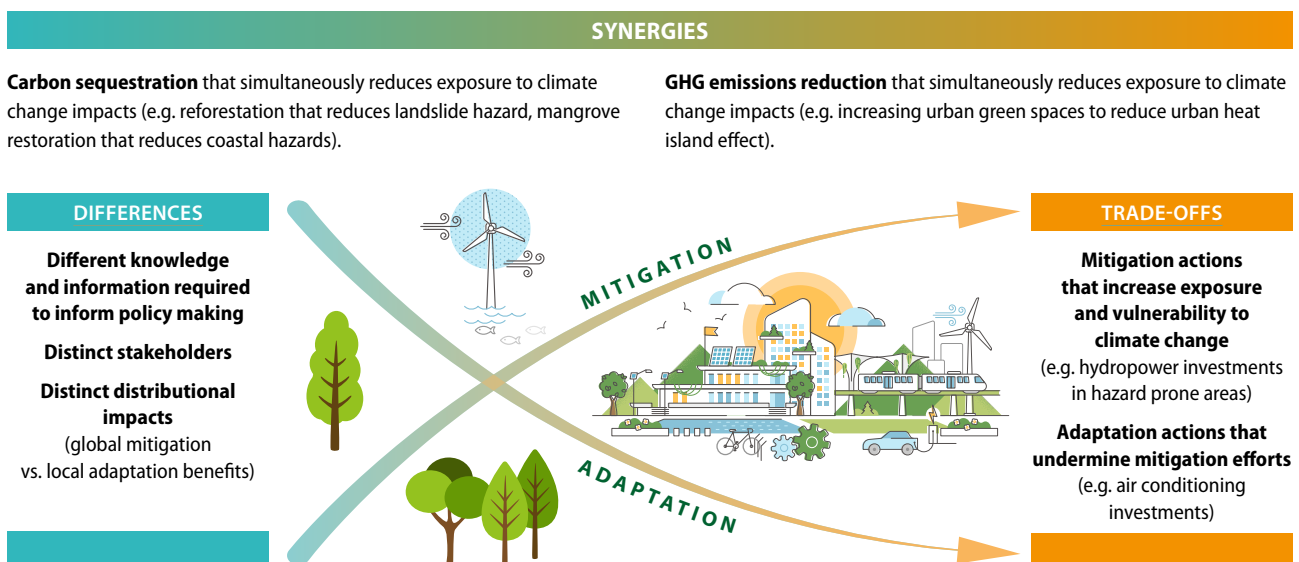 SYNERGIES
Carbon sequestration that simultaneously reduces exposure to climate
change impacts (e.g. reforestation that reduces landslide hazard, mangrove
restoration that reduces coastal hazards).
GHG emissions reduction that simultaneously reduces exposure to climate
change impacts (e.g. increasing urban green spaces to reduce urban heat
island effect).
DIFFERENCES
Different knowledge
and information required
to inform policy making
Distinct stakeholders
Distinct distributional
impacts
(global mitigation
vs. local adaptation benefits)
MITIGATION
ADAPTATION
TRADE-OFFS
Mitigation actions
that increase exposure
and vulnerability to
climate change
(e.g. hydropower investments
in hazard prone areas)
Adaptation actions that
undermine mitigation efforts
(e.g. air conditioning
investments)